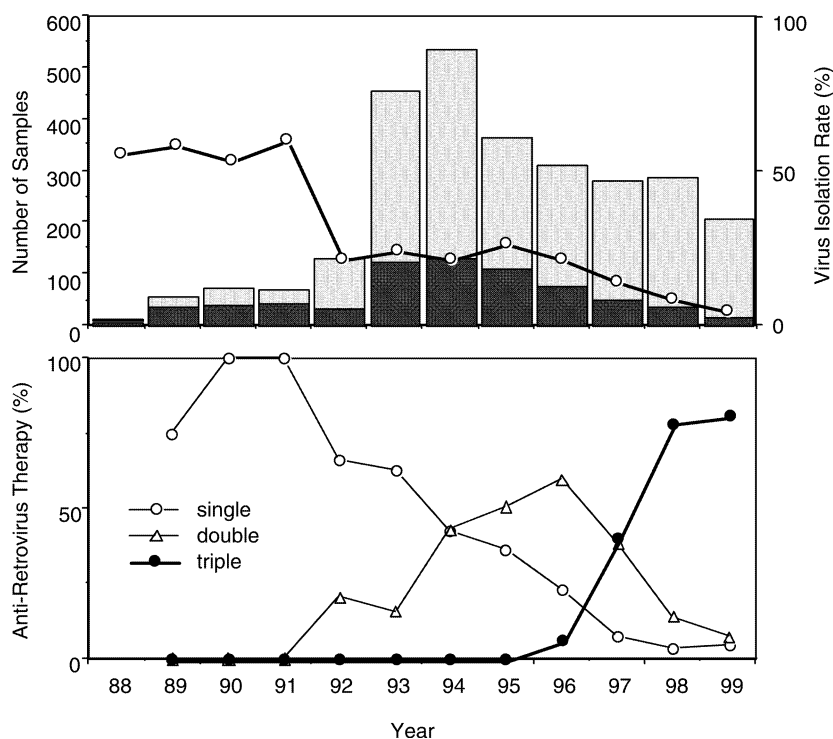 600
500
400
300
200
100
0
Number of Samples
100
50
0
Virus Isolation Rate (%)
100
50
0
Anti-Retrovirus Therapy (%)
single
double
triple
88 89 90 91 92 93 94 95 96 97 98 99
Year